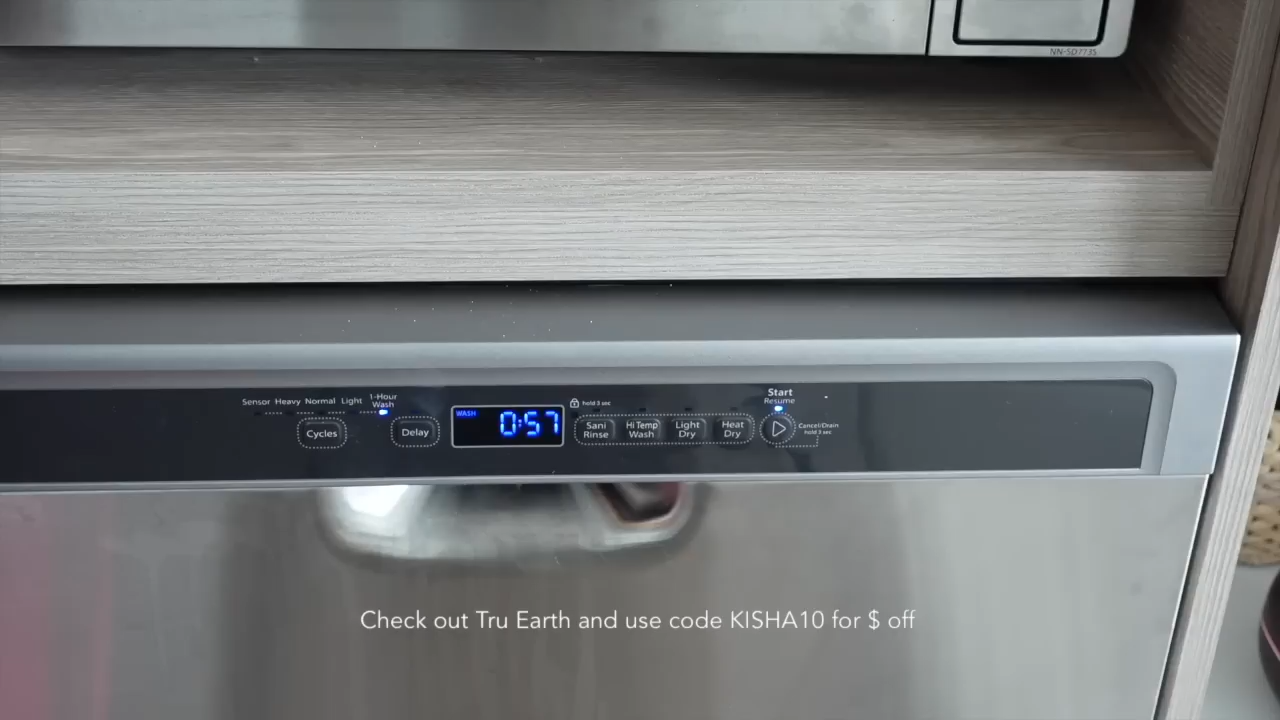 NN-SD773S
Sensor Heavy Normal Light 1-Hour Wash
Cycles
Delay
WASH 0:57
hold 3 sec
Sani Rinse
Hi Temp Wash
Light Dry
Heat Dry
Start
Resume
Cancel/Drain
hold 3 sec
Check out Tru Earth and use code KISHA10 for $ off